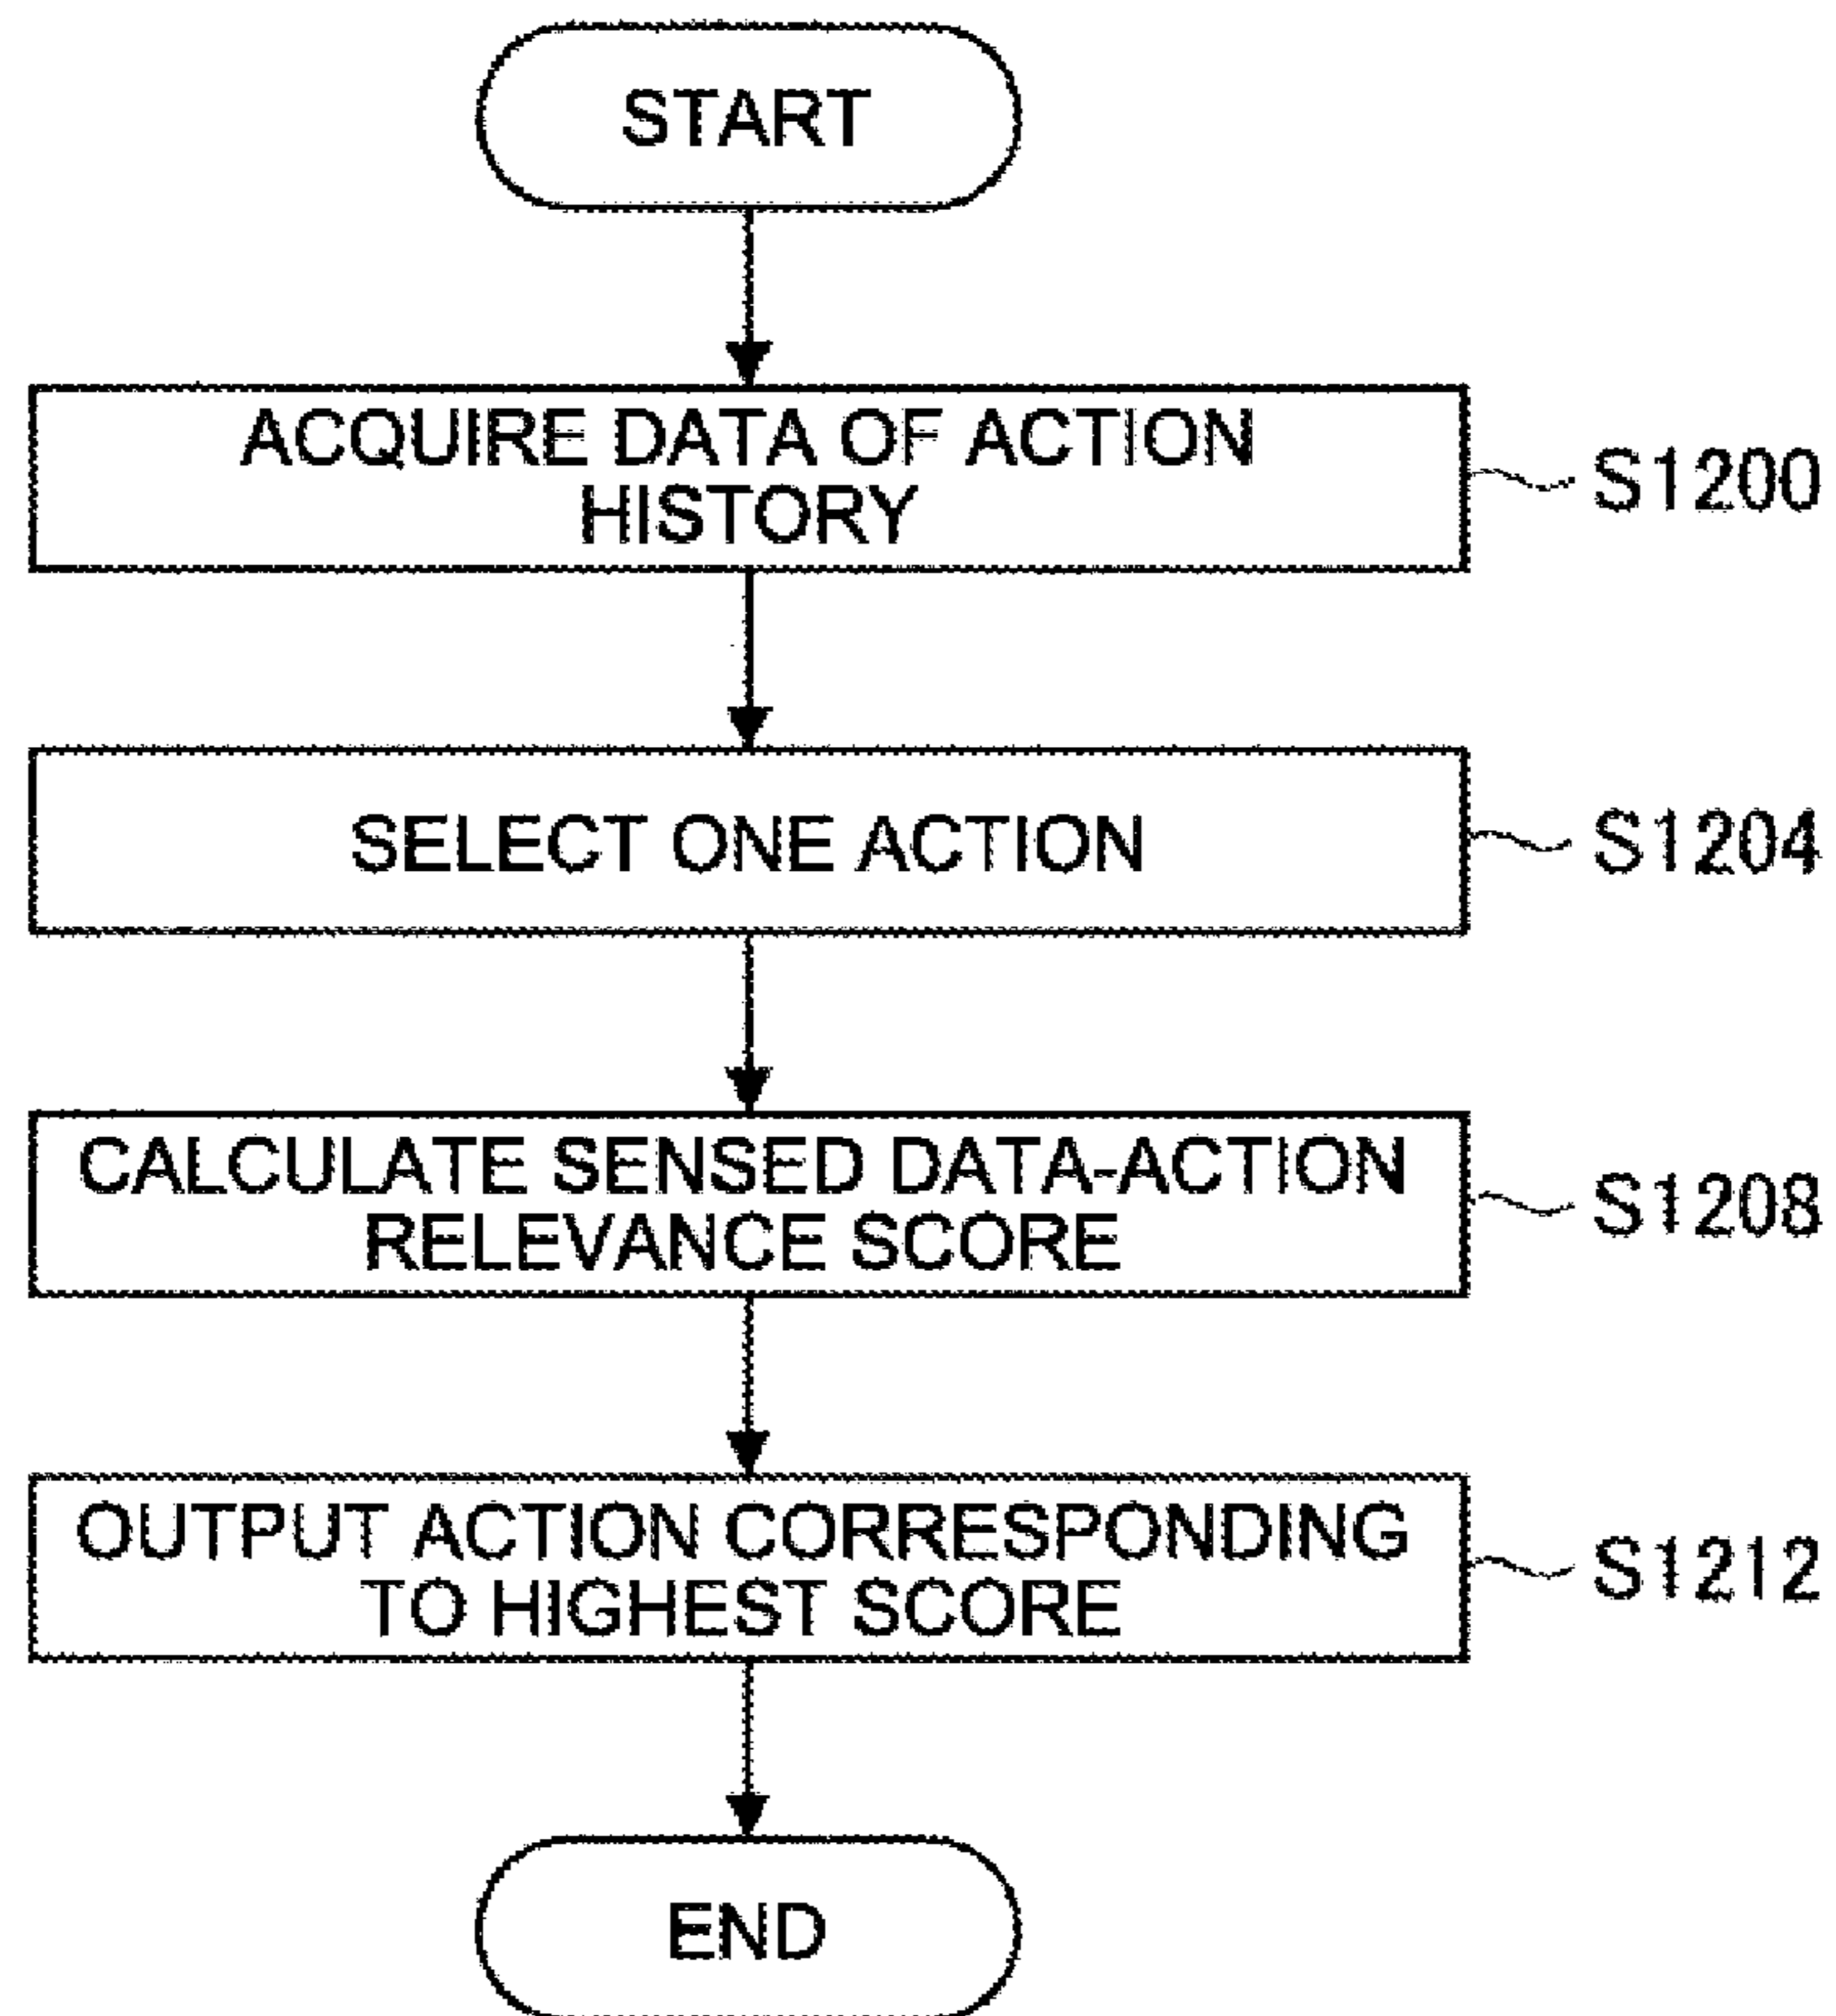 START
ACQUIRE DATA OF ACTION
HISTORY
S1200
SELECT ONE ACTION
S1204
CALCULATE SENSED DATA-ACTION
RELEVANCE SCORE
S1208
OUTPUT ACTION CORRESPONDING
TO HIGHEST SCORE
S1212
END